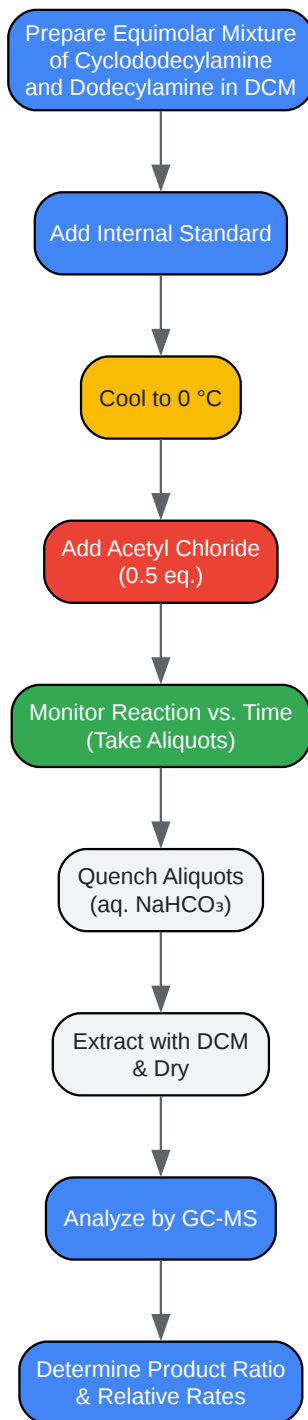 Prepare Equimolar Mixture
of Cyclododecylamine
and Dodecylamine in DCM
Add Internal Standard
Cool to 0 °C
Add Acetyl Chloride
(0.5 eq.)
Monitor Reaction vs. Time
(Take Aliquots)
Quench Aliquots
(aq. NaHCO₃)
Extract with DCM
& Dry
Analyze by GC-MS
Determine Product Ratio
& Relative Rates